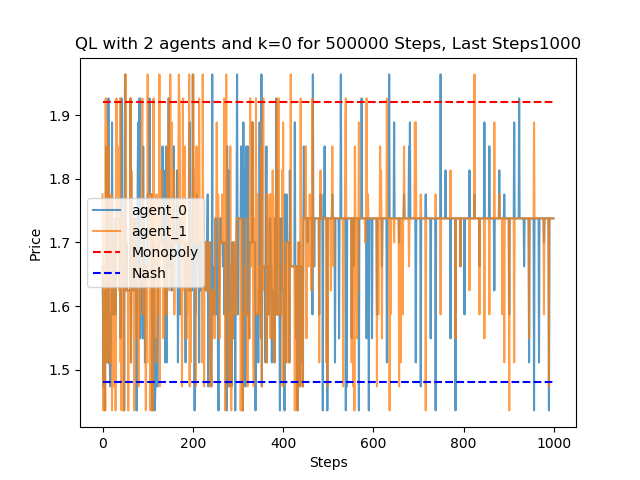 QL with 2 agents and k=0 for 500000 Steps, Last Steps1000
Price
1.9
1.8
1.7
1.6
1.5
agent_0
agent_1
Monopoly
Nash
0 200 400 600 800 1000
Steps